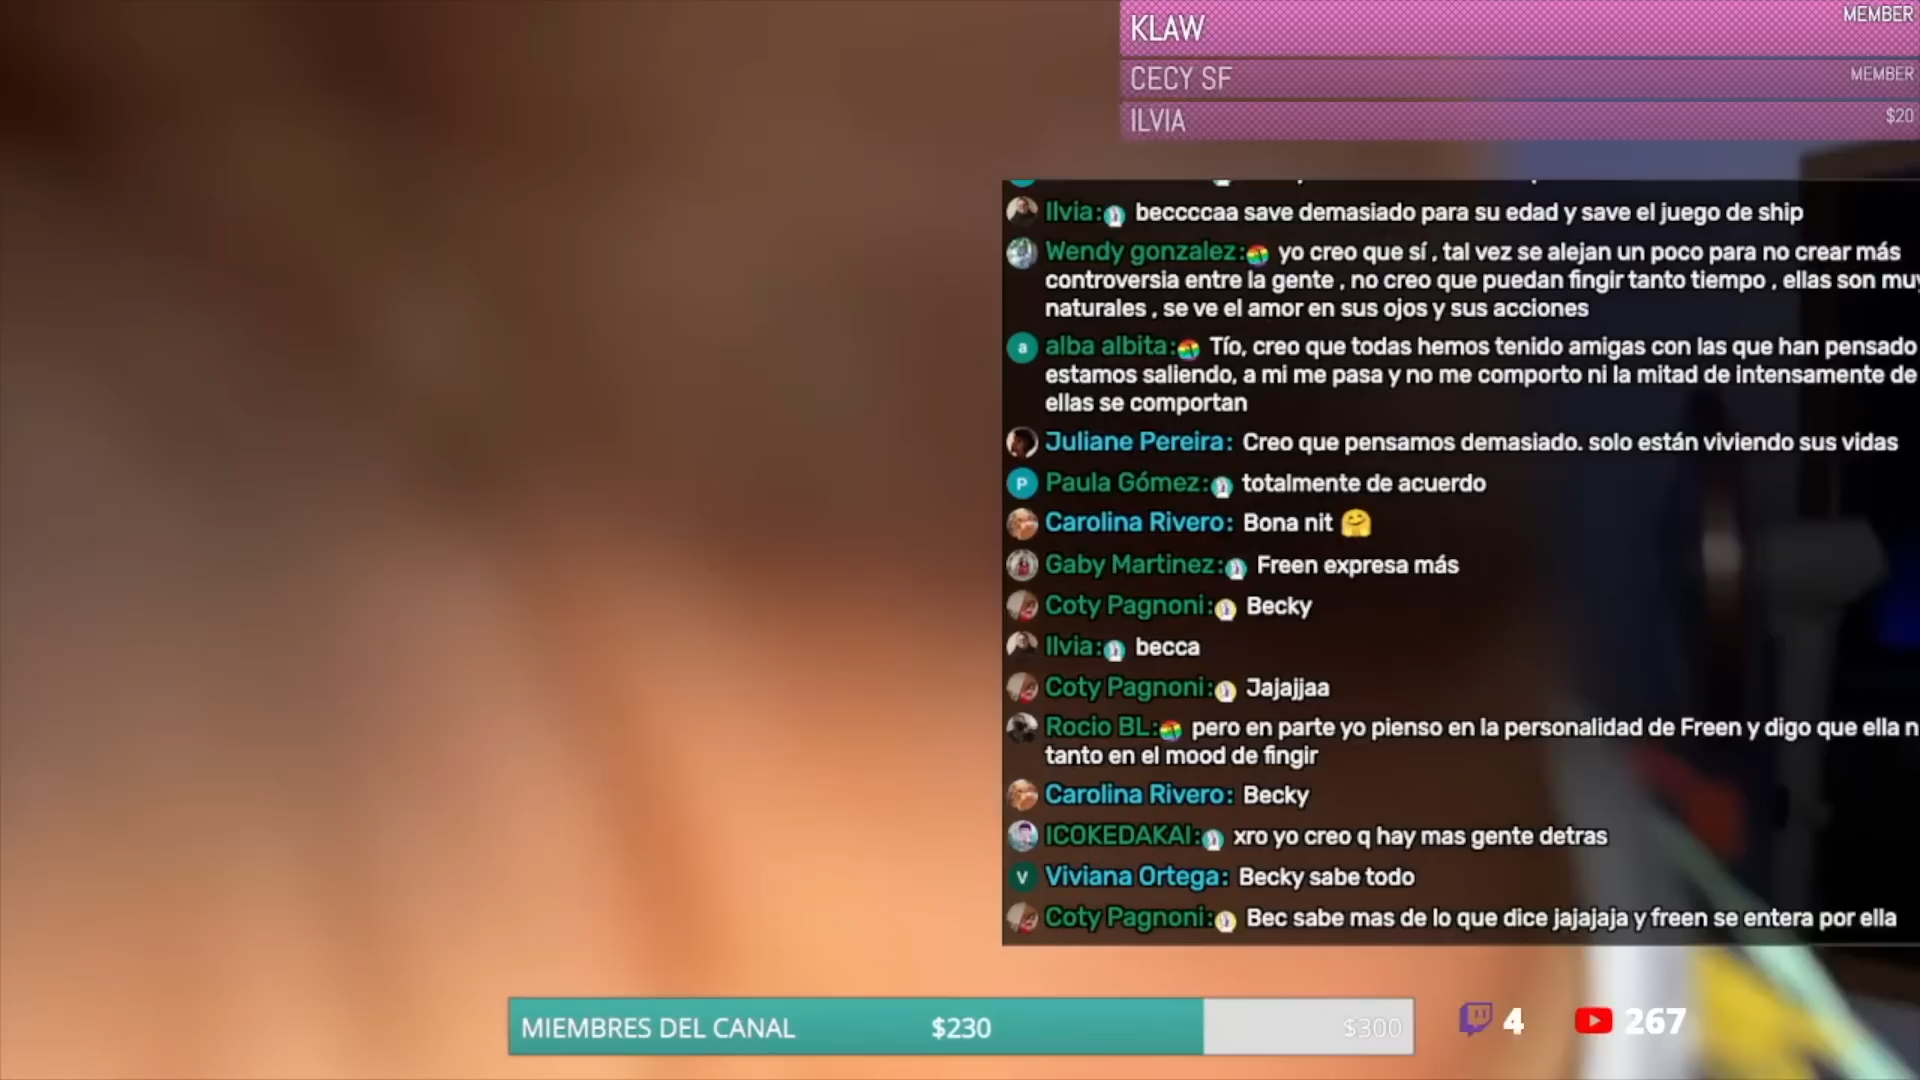 KLAW MEMBER
CECY SF MEMBER
ILVIA $20
Ilvia: beccccaa save demasiado para su edad y save el juego de ship
Wendy gonzalez: yo creo que sí , tal vez se alejan un poco para no crear más
controversia entre la gente , no creo que puedan fingir tanto tiempo , ellas son muy
naturales , se ve el amor en sus ojos y sus acciones
a alba albita: Tío, creo que todas hemos tenido amigas con las que han pensado
estamos saliendo, a mi me pasa y no me comporto ni la mitad de intensamente de
ellas se comportan
Juliane Pereira: Creo que pensamos demasiado. solo están viviendo sus vidas
P Paula Gómez: totalmente de acuerdo
Carolina Rivero: Bona nit 🤗
Gaby Martinez: Freen expresa más
Coty Pagnoni: Becky
Ilvia: becca
Coty Pagnoni: Jajajjaa
Rocio BL: pero en parte yo pienso en la personalidad de Freen y digo que ella n
tanto en el mood de fingir
Carolina Rivero: Becky
ICOKEDAKAI: xro yo creo q hay mas gente detras
V Viviana Ortega: Becky sabe todo
Coty Pagnoni: Bec sabe mas de lo que dice jajajaja y freen se entera por ella
MIEMBRES DEL CANAL $230 $300
4 267